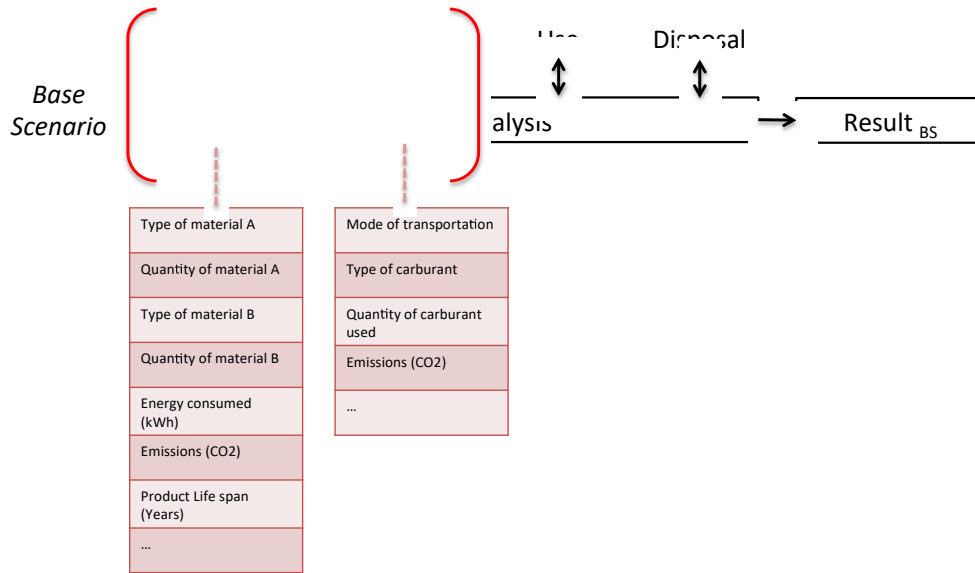 Use
Disposal
Base
Scenario
alysis
Result BS
Type of material A
Quantity of material A
Type of material B
Quantity of material B
Energy consumed
(kWh)
Emissions (CO2)
Product Life span
(Years)
…
Mode of transportation
Type of carburant
Quantity of carburant
used
Emissions (CO2)
…